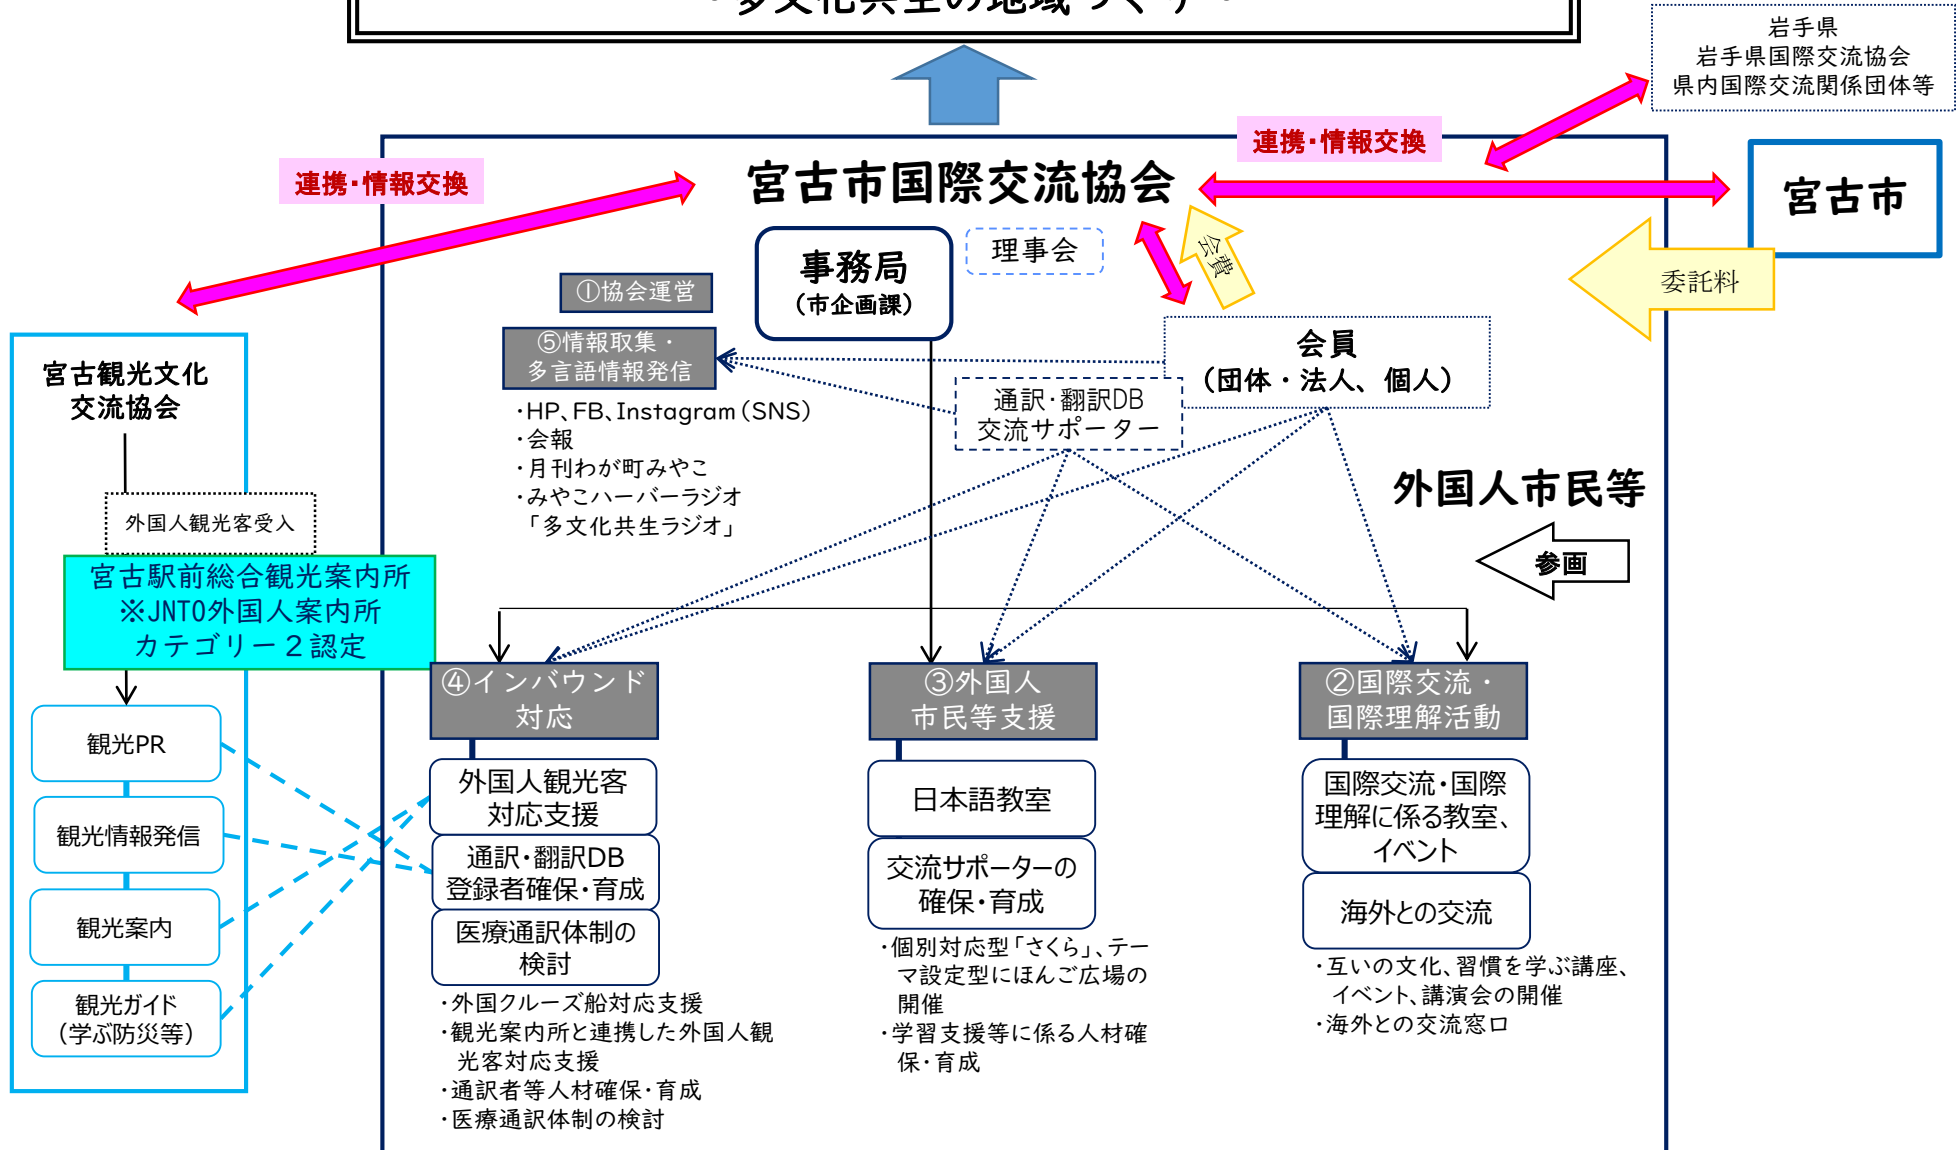 多文化共生の地域づくり
岩手県
岩手県国際交流協会
県内国際交流関係団体等
連携・情報交換
連携・情報交換
宮古市国際交流協会
宮古市
事務局
(市企画課)
理事会
会費
委託料
①協会運営
⑤情報取集・
多言語情報発信
・HP、FB、Instagram(SNS)
・会報
・月刊わが町みやこ
・みやこハーバーラジオ
「多文化共生ラジオ」
会員
(団体・法人、個人)
通訳・翻訳DB
交流サポーター
外国人市民等
参画
宮古観光文化
交流協会
外国人観光客受入
宮古駅前総合観光案内所
※JNTO外国人案内所
カテゴリー2認定
観光PR
観光情報発信
観光案内
観光ガイド
(学ぶ防災等)
④インバウンド
対応
外国人観光客
対応支援
通訳・翻訳DB
登録者確保・育成
医療通訳体制の
検討
・外国クルーズ船対応支援
・観光案内所と連携した外国人観
光客対応支援
・通訳者等人材確保・育成
・医療通訳体制の検討
③外国人
市民等支援
日本語教室
交流サポーターの
確保・育成
・個別対応型「さくら」、テー
マ設定型にほんご広場の
開催
・学習支援等に係る人材確
保・育成
②国際交流・
国際理解活動
国際交流・国際
理解に係る教室、
イベント
海外との交流
・互いの文化、習慣を学ぶ講座、
イベント、講演会の開催
・海外との交流窓口